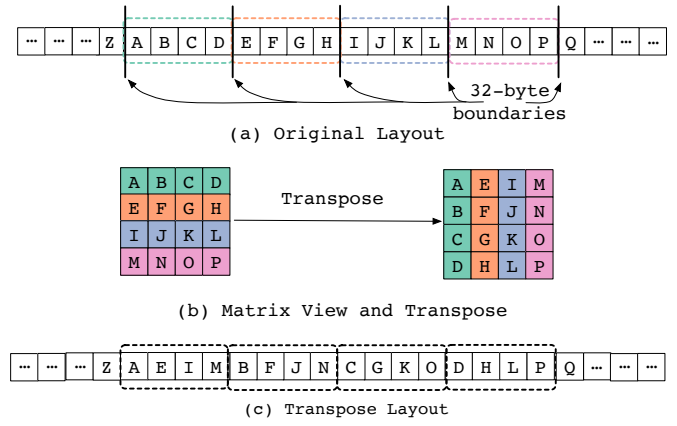 ... ... ... Z A B C D E F G H I J K L M N O P Q ... ... ...
32-byte
boundaries
(a) Original Layout
A B C D
E F G H
I J K L
M N O P
Transpose
A E I M
B F J N
C G K O
D H L P
(b) Matrix View and Transpose
... ... ... Z A E I M B F J N C G K O D H L P Q ... ... ...
(c) Transpose Layout